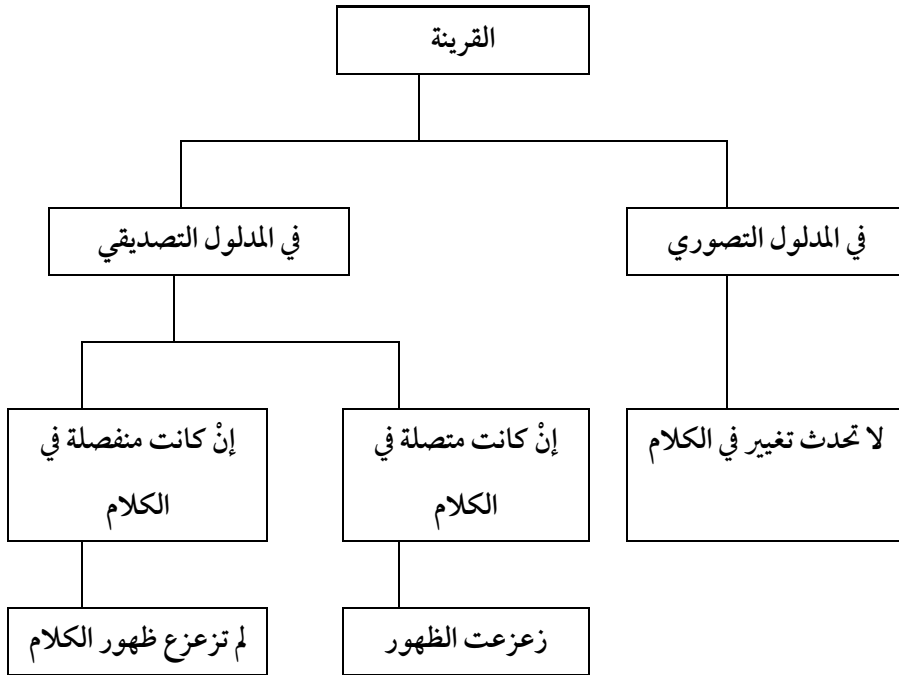 القرينة
في المدلول التصوري
في المدلول التصديقي
لا تحدث تغيير في الكلام
إنْ كانت متصلة في
الكلام
إنْ كانت منفصلة في
الكلام
زعزعت الظهور
لم تزعزع ظهور الكلام